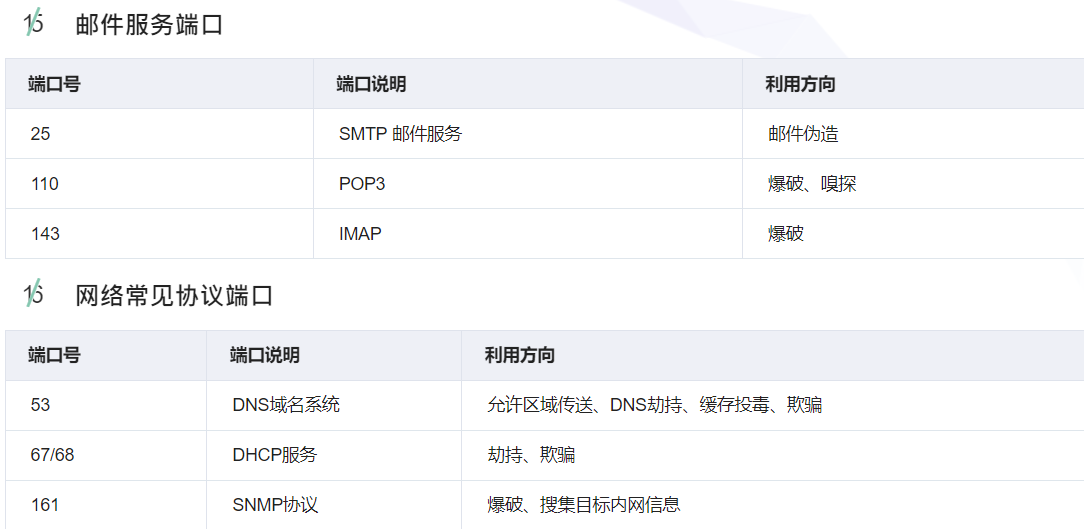 15 邮件服务端口
端口号 端口说明 利用方向
25 SMTP 邮件服务 邮件伪造
110 POP3 爆破、嗅探
143 IMAP 爆破
16 网络常见协议端口
端口号 端口说明 利用方向
53 DNS域名系统 允许区域传送、DNS劫持、缓存投毒、欺骗
67/68 DHCP服务 劫持、欺骗
161 SNMP协议 爆破、搜集目标内网信息